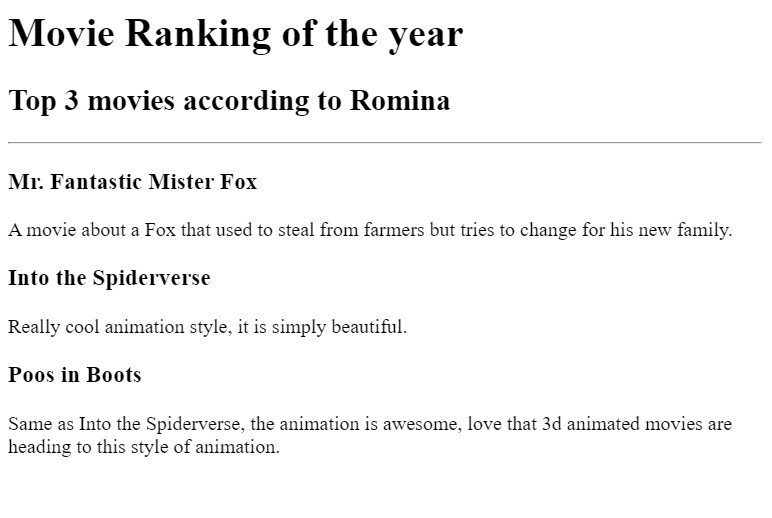 Movie Ranking of the year
Top 3 movies according to Romina
Mr. Fantastic Mister Fox
A movie about a Fox that used to steal from farmers but tries to change for his new family.
Into the Spiderverse
Really cool animation style, it is simply beautiful.
Poos in Boots
Same as Into the Spiderverse, the animation is awesome, love that 3d animated movies are
heading to this style of animation.